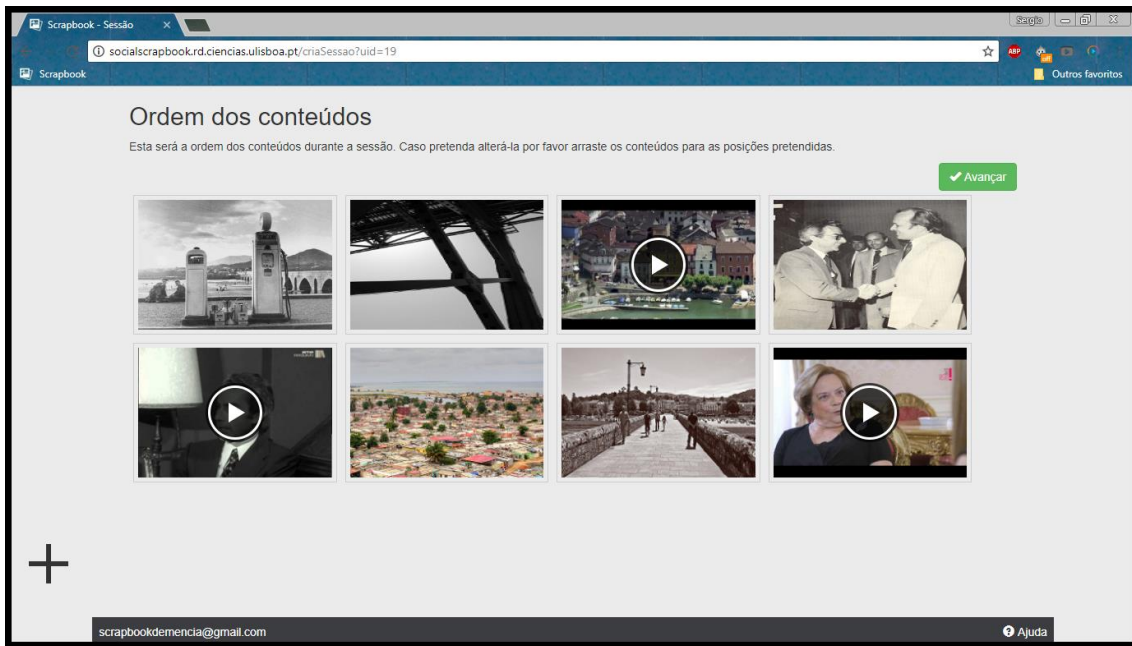 Scrapbook - Sessão
Sergio
socialscrapbook.rd.ciencias.ulisboa.pt/criaSessao?uid=19
ABP
off
Scrapbook
Outros favoritos
Ordem dos conteúdos
Esta será a ordem dos conteúdos durante a sessão. Caso pretenda alterá-la por favor arraste os conteúdos para as posições pretendidas.
Avançar
scrapbookdemencia@gmail.com
Ajuda